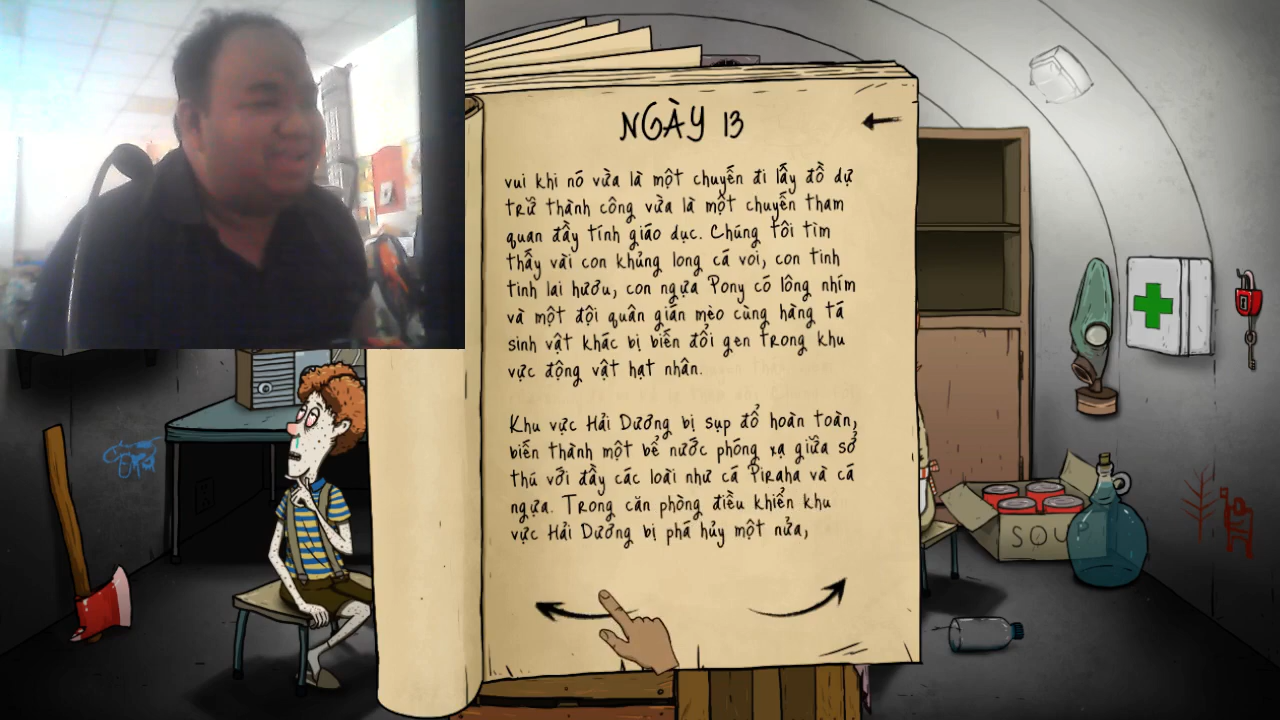 NGÀY 13
vui khi nó vừa là một chuyến đi lấy đồ dự
trữ thành công vừa là một chuyến tham
quan đầy tính giáo dục. Chúng tôi tìm
thấy vài con khủng long cá voi, con tinh
tinh lai hươu, con ngựa Pony có lông nhím
và một đội quân gián mèo cùng hàng tá
sinh vật khác bị biến đổi gen trong khu
vực động vật hạt nhân.
Khu vực Hải Dương bị sụp đổ hoàn toàn,
biến thành một bể nước phóng xạ giữa sở
thú với đầy các loài như cá Piraha và cá
ngựa. Trong căn phòng điều khiển khu
vực Hải Dương bị phá hủy một nửa,
SOU